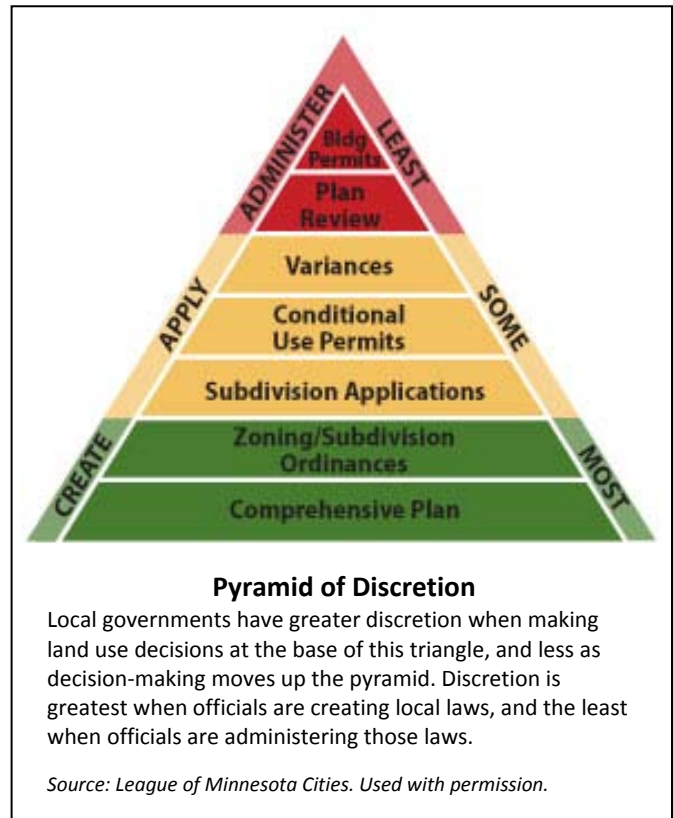 ADMINISTER
LEAST
Bldg
Permits
Plan
Review
APPLY
SOME
Variances
Conditional
Use Permits
Subdivision Applications
CREATE
MOST
Zoning/Subdivision
Ordinances
Comprehensive Plan
Pyramid of Discretion
Local governments have greater discretion when making
land use decisions at the base of this triangle, and less as
decision-making moves up the pyramid. Discretion is
greatest when officials are creating local laws, and the least
when officials are administering those laws.
Source: League of Minnesota Cities. Used with permission.